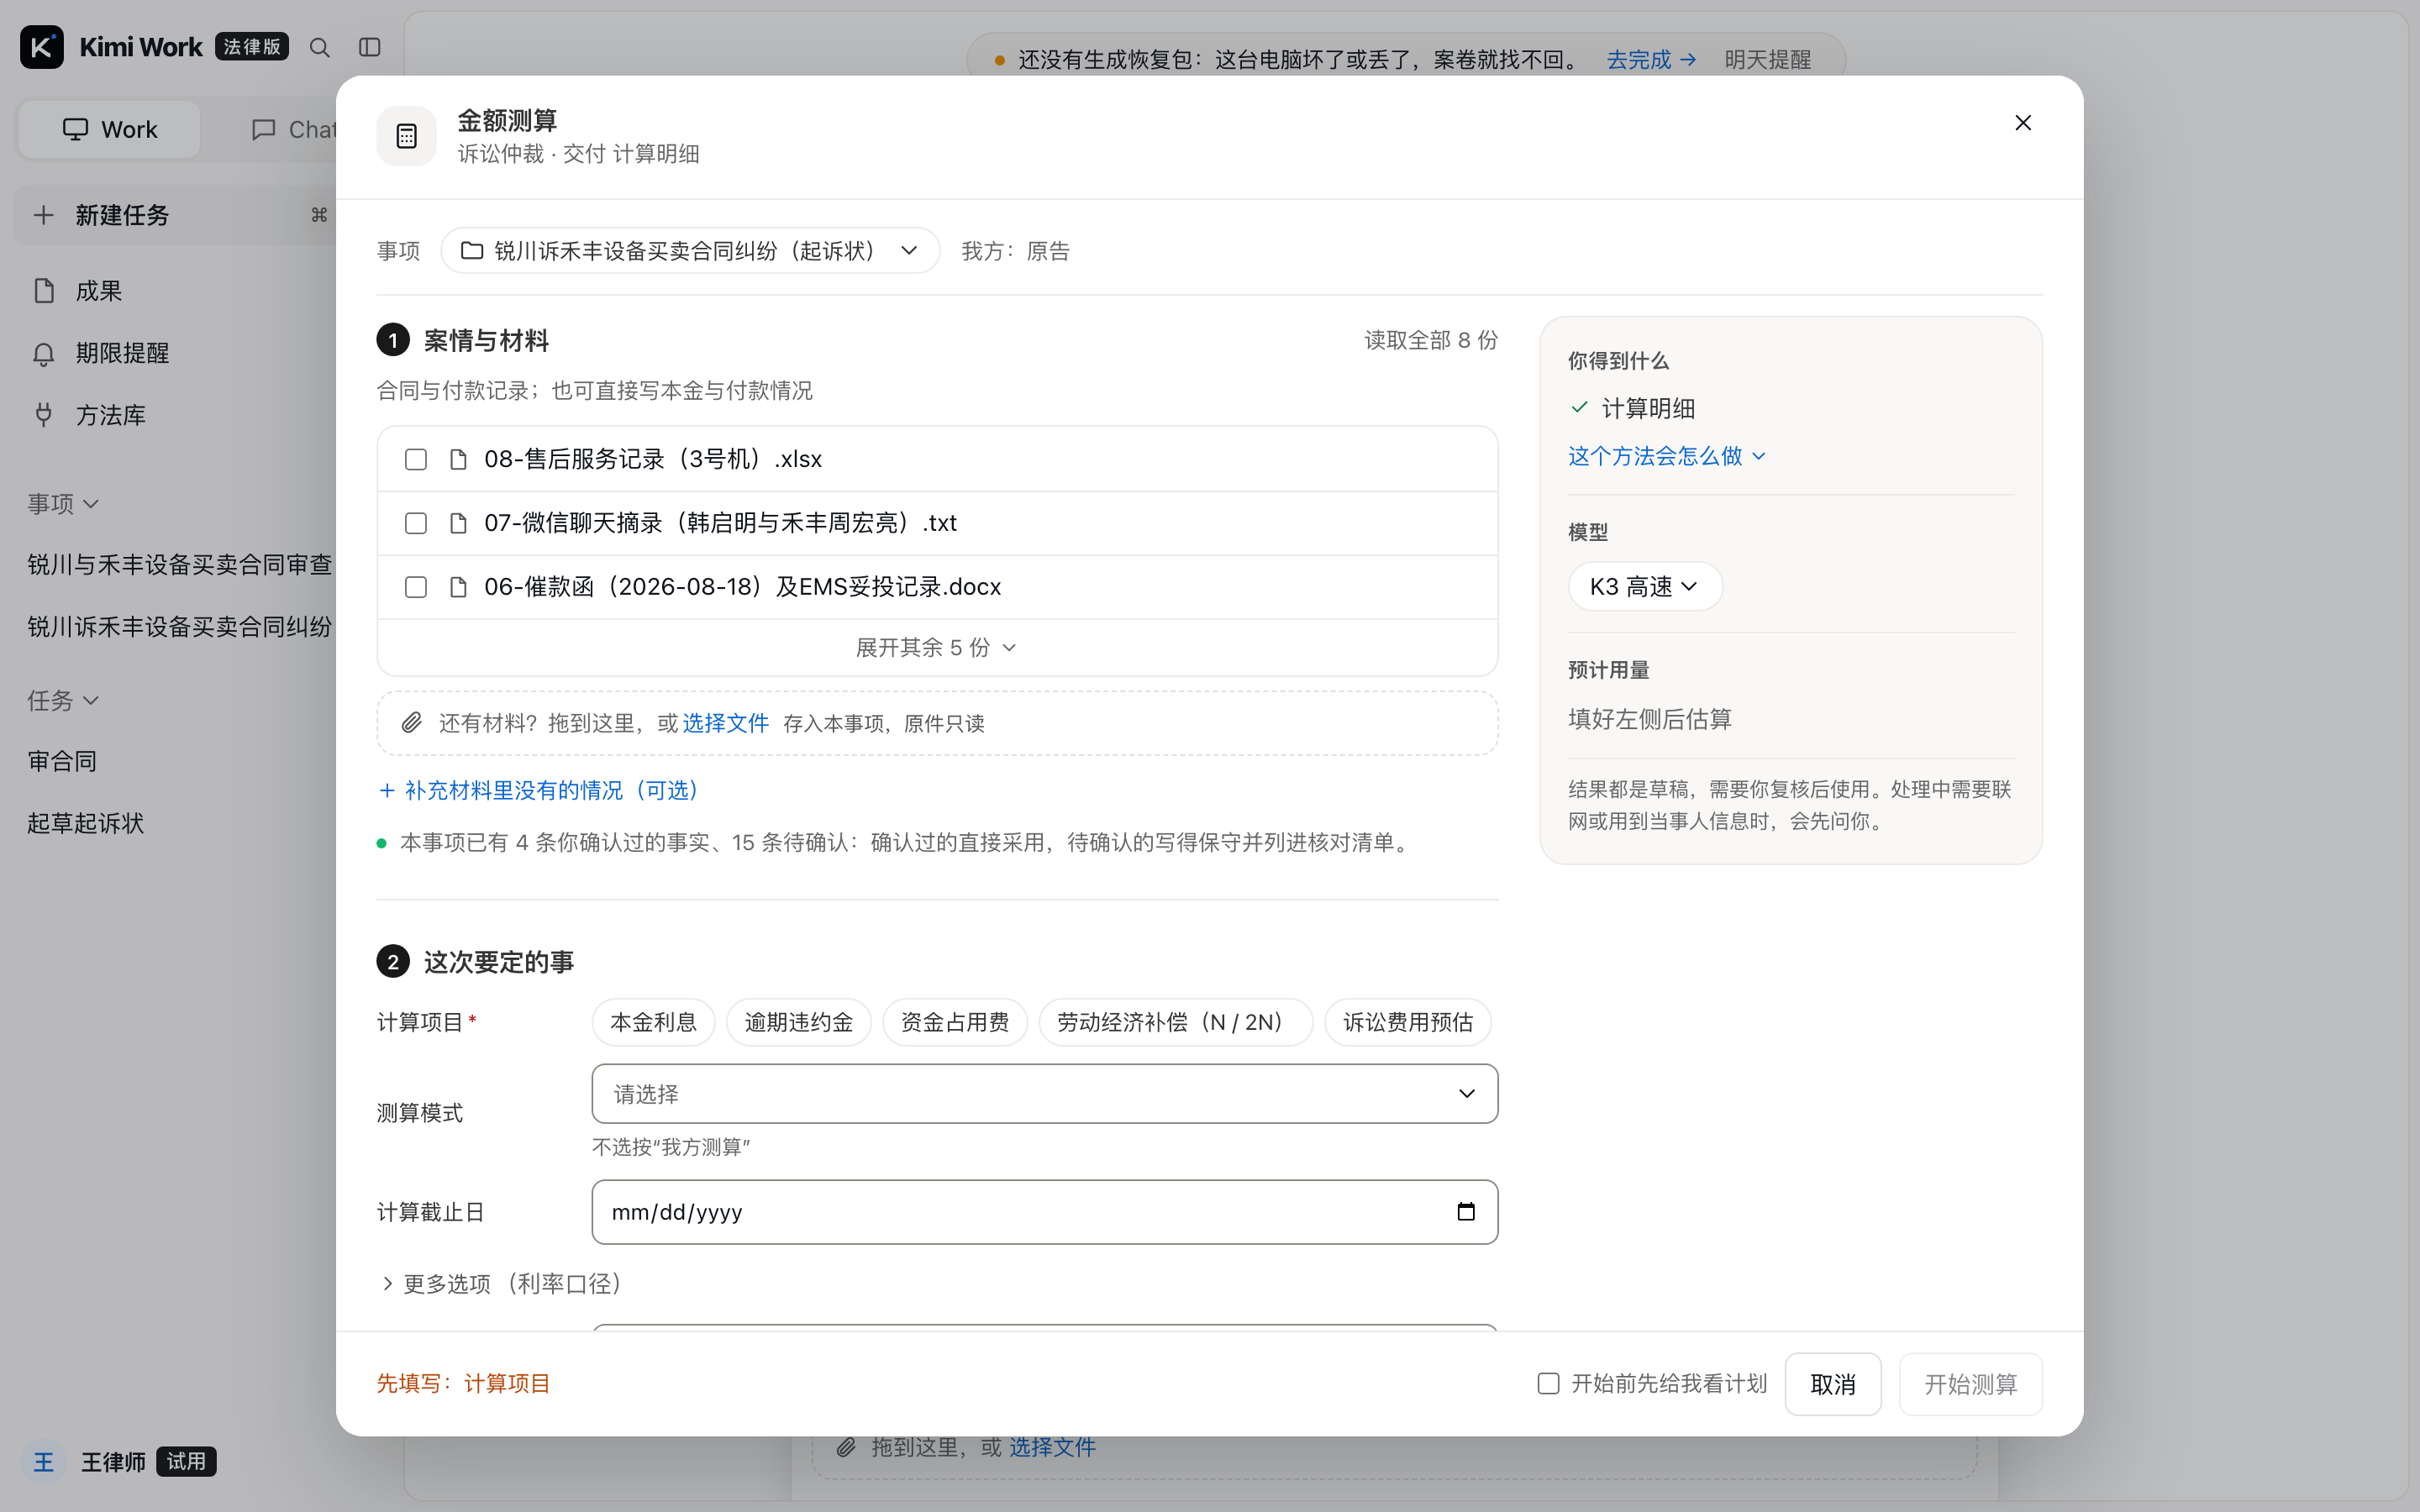 Kimi Work 法律版
Work
Chat
新建任务 ⌘
成果
期限提醒
方法库
事项
锐川与禾丰设备买卖合同审查
锐川诉禾丰设备买卖合同纠纷
任务
审合同
起草起诉状
王 王律师 试用
还没有生成恢复包：这台电脑坏了或丢了，案卷就找不回。 去完成 → 明天提醒
金额测算
诉讼仲裁 · 交付 计算明细
事项 锐川诉禾丰设备买卖合同纠纷（起诉状） 我方：原告
1 案情与材料 读取全部 8 份
合同与付款记录；也可直接写本金与付款情况
08-售后服务记录（3号机）.xlsx
07-微信聊天摘录（韩启明与禾丰周宏亮）.txt
06-催款函（2026-08-18）及EMS妥投记录.docx
展开其余 5 份
还有材料？拖到这里，或选择文件 存入本事项，原件只读
+ 补充材料里没有的情况（可选）
本事项已有 4 条你确认过的事实、15 条待确认：确认过的直接采用，待确认的写得保守并列进核对清单。
2 这次要定的事
计算项目* 本金利息 逾期违约金 资金占用费 劳动经济补偿（N / 2N） 诉讼费用预估
测算模式 请选择
不选按“我方测算”
计算截止日 mm/dd/yyyy
更多选项 （利率口径）
你得到什么
计算明细
这个方法会怎么做
模型
K3 高速
预计用量
填好左侧后估算
结果都是草稿，需要你复核后使用。处理中需要联
网或用到当事人信息时，会先问你。
先填写：计算项目
开始前先给我看计划 取消 开始测算
拖到这里，或 选择文件